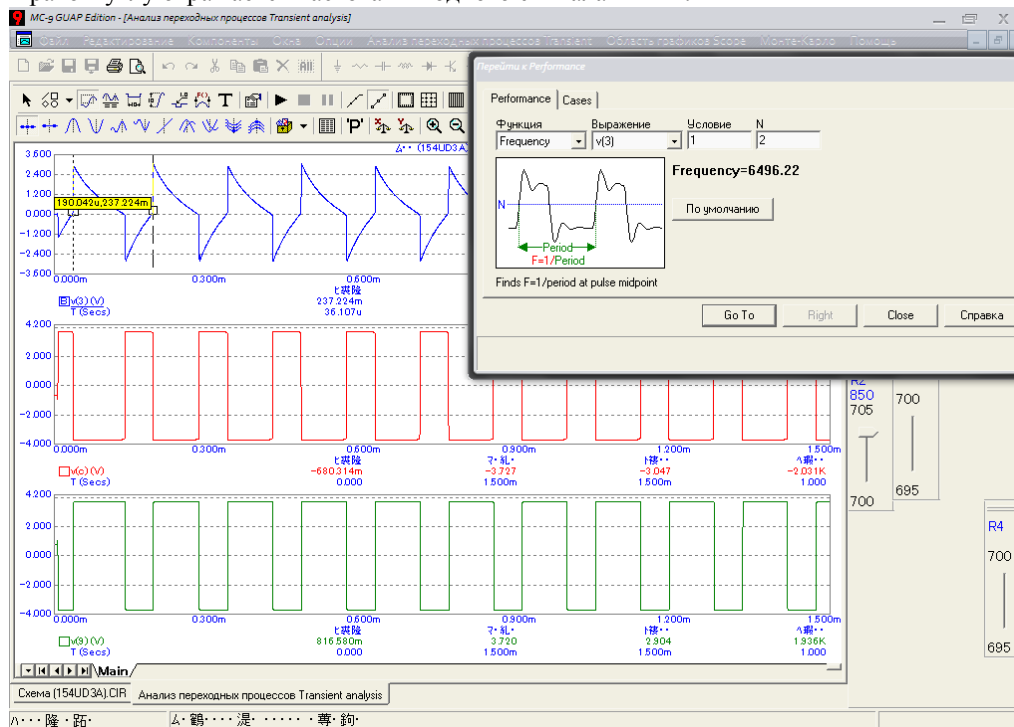 MC-9 GUAP Edition - [Анализ переходных процессов Transient analysis]
Файл Редактирование Компоненты Окна Опции Анализ переходных процессов Transient Область графиков Scope Монте-Карло Помощь
Перейти к Performance
Performance Cases
Функция Выражение Условие N
Frequency v(3) 1 2
Frequency=6496.22
По умолчанию
N
Period
F=1/Period
Finds F=1/period at pulse midpoint
Go To Right Close Справка
(154UD3A)
3.600
2.400
1.200
190.042u,237.224m
0.000
-1.200
-2.400
-3.600
0.000m 0.300m 0.600m
v(3) (V) 237.224m
T (Secs) 36.107u
4.200
2.000
0.000
-2.000
-4.000
0.000m 0.300m 0.600m 0.900m 1.200m 1.500m
v(c) (V) -680.314m -3.727 -3.047 -2.031K
T (Secs) 0.000 1.500m 1.500m 1.000
4.200
2.000
0.000
-2.000
-4.000
0.000m 0.300m 0.600m 0.900m 1.200m 1.500m
v(9) (V) 816.580m 3.720 2.904 1.936K
T (Secs) 0.000 1.500m 1.500m 1.000
R2
850
705
700
700
695
R4
700
695
Main
Схема (154UD3A).CIR Анализ переходных процессов Transient analysis